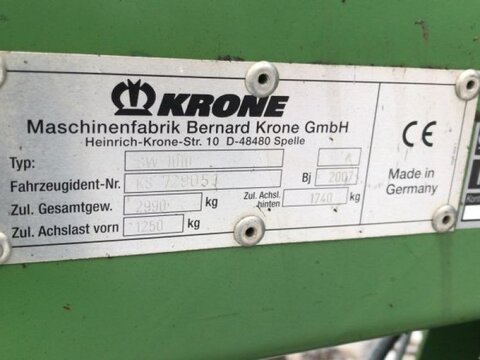 KRONE
Maschinenfabrik Bernard Krone GmbH
Heinrich-Krone-Str. 10 D-48480 Spelle
Typ:
Fahrzeugident-Nr. Bj 2007
Zul. Gesamtgew. 2990 kg Zul. Achsl. hinten 1740 kg
Zul. Achslast vorn 1250 kg
CE
Made in
Germany